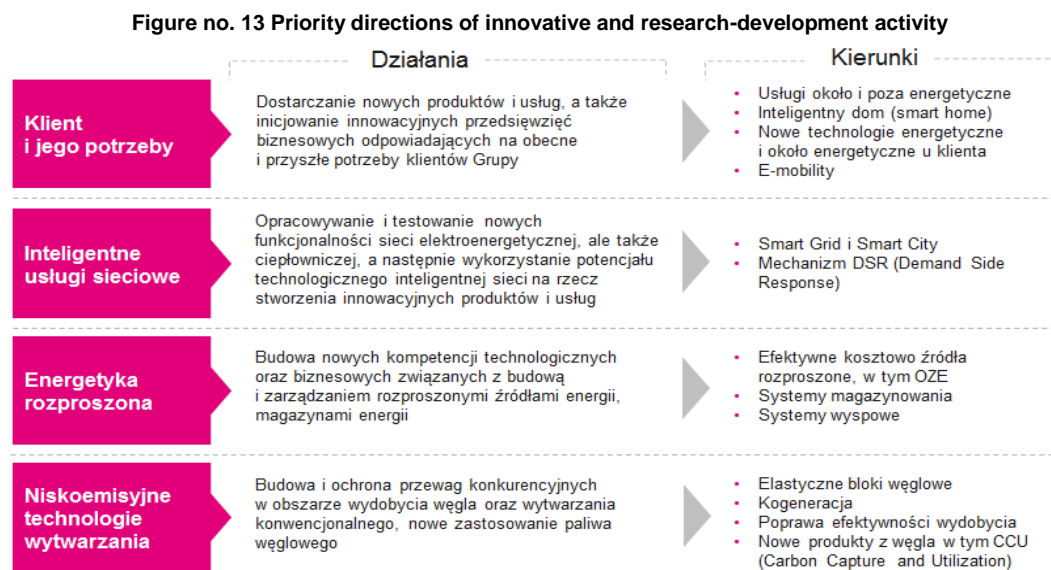 Figure no. 13 Priority directions of innovative and research-development activity
Działania
Kierunki
Klient
i jego potrzeby
Dostarczanie nowych produktów i usług, a także
inicjowanie innowacyjnych przedsięwzięć
biznesowych odpowiadających na obecne
i przyszłe potrzeby klientów Grupy
• Usługi około i poza energetyczne
• Inteligentny dom (smart home)
• Nowe technologie energetyczne
i około energetyczne u klienta
• E-mobility
Inteligentne
usługi sieciowe
Opracowywanie i testowanie nowych
funkcjonalności sieci elektroenergetycznej, ale także
ciepłowniczej, a następnie wykorzystanie potencjału
technologicznego inteligentnej sieci na rzecz
stworzenia innowacyjnych produktów i usług
• Smart Grid i Smart City
• Mechanizm DSR (Demand Side
Response)
Energetyka
rozproszona
Budowa nowych kompetencji technologicznych
oraz biznesowych związanych z budową
i zarządzaniem rozproszonymi źródłami energii,
magazynami energii
• Efektywne kosztowo źródła
rozproszone, w tym OZE
• Systemy magazynowania
• Systemy wyspowe
Niskoemisyjne
technologie
wytwarzania
Budowa i ochrona przewag konkurencyjnych
w obszarze wydobycia węgla oraz wytwarzania
konwencjonalnego, nowe zastosowanie paliwa
węglowego
• Elastyczne bloki węglowe
• Kogeneracja
• Poprawa efektywności wydobycia
• Nowe produkty z węgla w tym CCU
(Carbon Capture and Utilization)